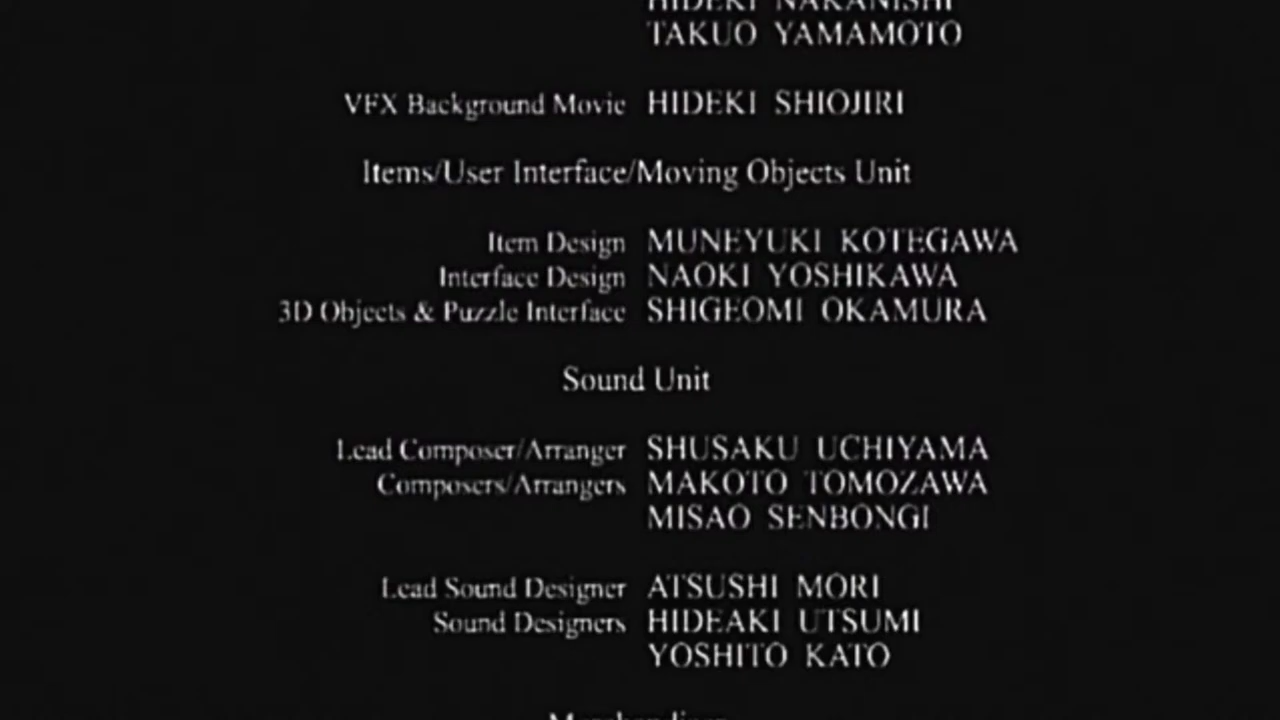 HIDEKI NAKANISHI
TAKUO YAMAMOTO
VFX Background Movie HIDEKI SHIOJIRI
Items/User Interface/Moving Objects Unit
Item Design MUNEYUKI KOTEGAWA
Interface Design NAOKI YOSHIKAWA
3D Objects & Puzzle Interface SHIGEOMI OKAMURA
Sound Unit
Lead Composer/Arranger SHUSAKU UCHIYAMA
Composers/Arrangers MAKOTO TOMOZAWA
MISAO SENBONGI
Lead Sound Designer ATSUSHI MORI
Sound Designers HIDEAKI UTSUMI
YOSHITO KATO